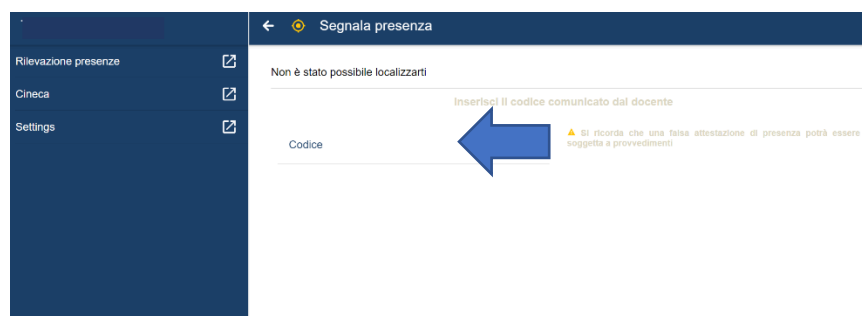 Segnala presenza
Rilevazione presenze
Cineca
Settings
Non è stato possibile localizzarti
Inserisci il codice comunicato dal docente
Codice
Si ricorda che una falsa attestazione di presenza potrà essere
soggetta a provvedimenti